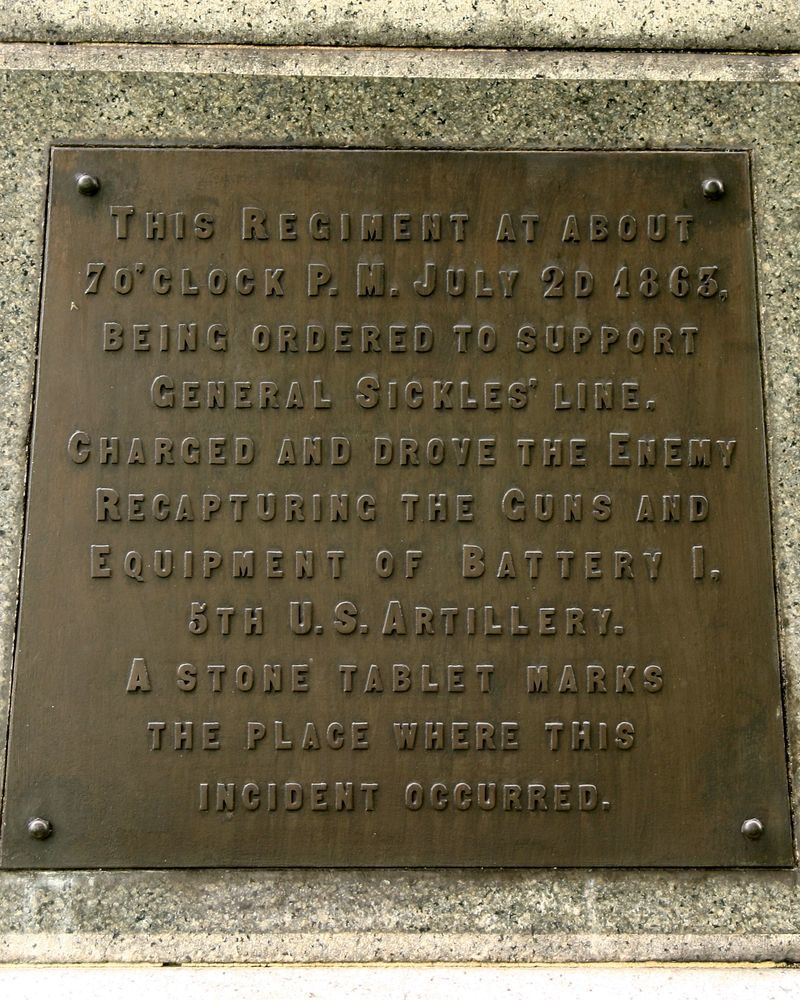 THIS REGIMENT AT ABOUT
7 O'CLOCK P. M. JULY 2D 1863,
BEING ORDERED TO SUPPORT
GENERAL SICKLES' LINE.
CHARGED AND DROVE THE ENEMY
RECAPTURING THE GUNS AND
EQUIPMENT OF BATTERY I,
5TH U. S. ARTILLERY.
A STONE TABLET MARKS
THE PLACE WHERE THIS
INCIDENT OCCURRED.